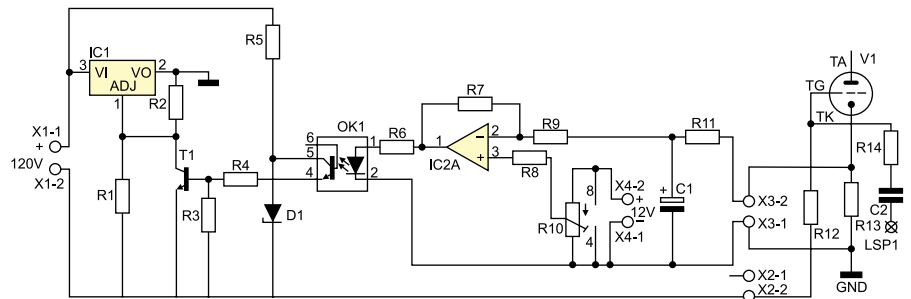 IC1
3 VI VO 2
ADJ
1
R2
R5
X1-1
+
120V
X1-2
R1
T1
R3
R4
OK1
6
5
4
1
2
D1
R6
R7
1
2
3
IC2A
R8
R9
R10
8
4
X4-2
+
12V
−
X4-1
+
C1
R11
X3-2
X3-1
X2-1
X2-2
TA V1
TG
TK
R12
R13
R14
C2
LSP1
GND